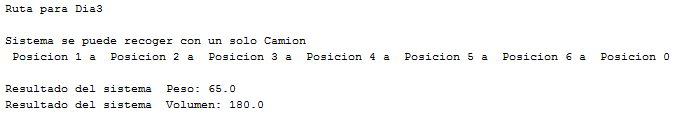 Ruta para Dia3
Sistema se puede recoger con un solo Camion
Posicion 1 a  Posicion 2 a  Posicion 3 a  Posicion 4 a  Posicion 5 a  Posicion 6 a  Posicion 0
Resultado del sistema  Peso: 65.0
Resultado del sistema  Volumen: 180.0